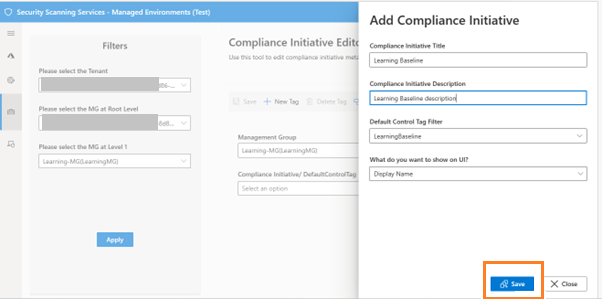 Security Scanning Services - Managed Environments (Test)
Filters
Please select the Tenant
Please select the MG at Root Level
Please select the MG at Level 1
Learning-MG(LearningMG)
Apply
Compliance Initiative Edito
Use this tool to edit compliance initiative meta
Save
New Tag
Delete Tag
Management Group
Learning-MG(LearningMG)
Compliance Initiative/ DefaultControlTag
Select an option
Add Compliance Initiative
Compliance Initiative Title
Learning Baseline
Compliance Initiative Description
Learning Baseline description
Default Control Tag Filter
LearningBaseline
What do you want to show on UI?
Display Name
Save
Close